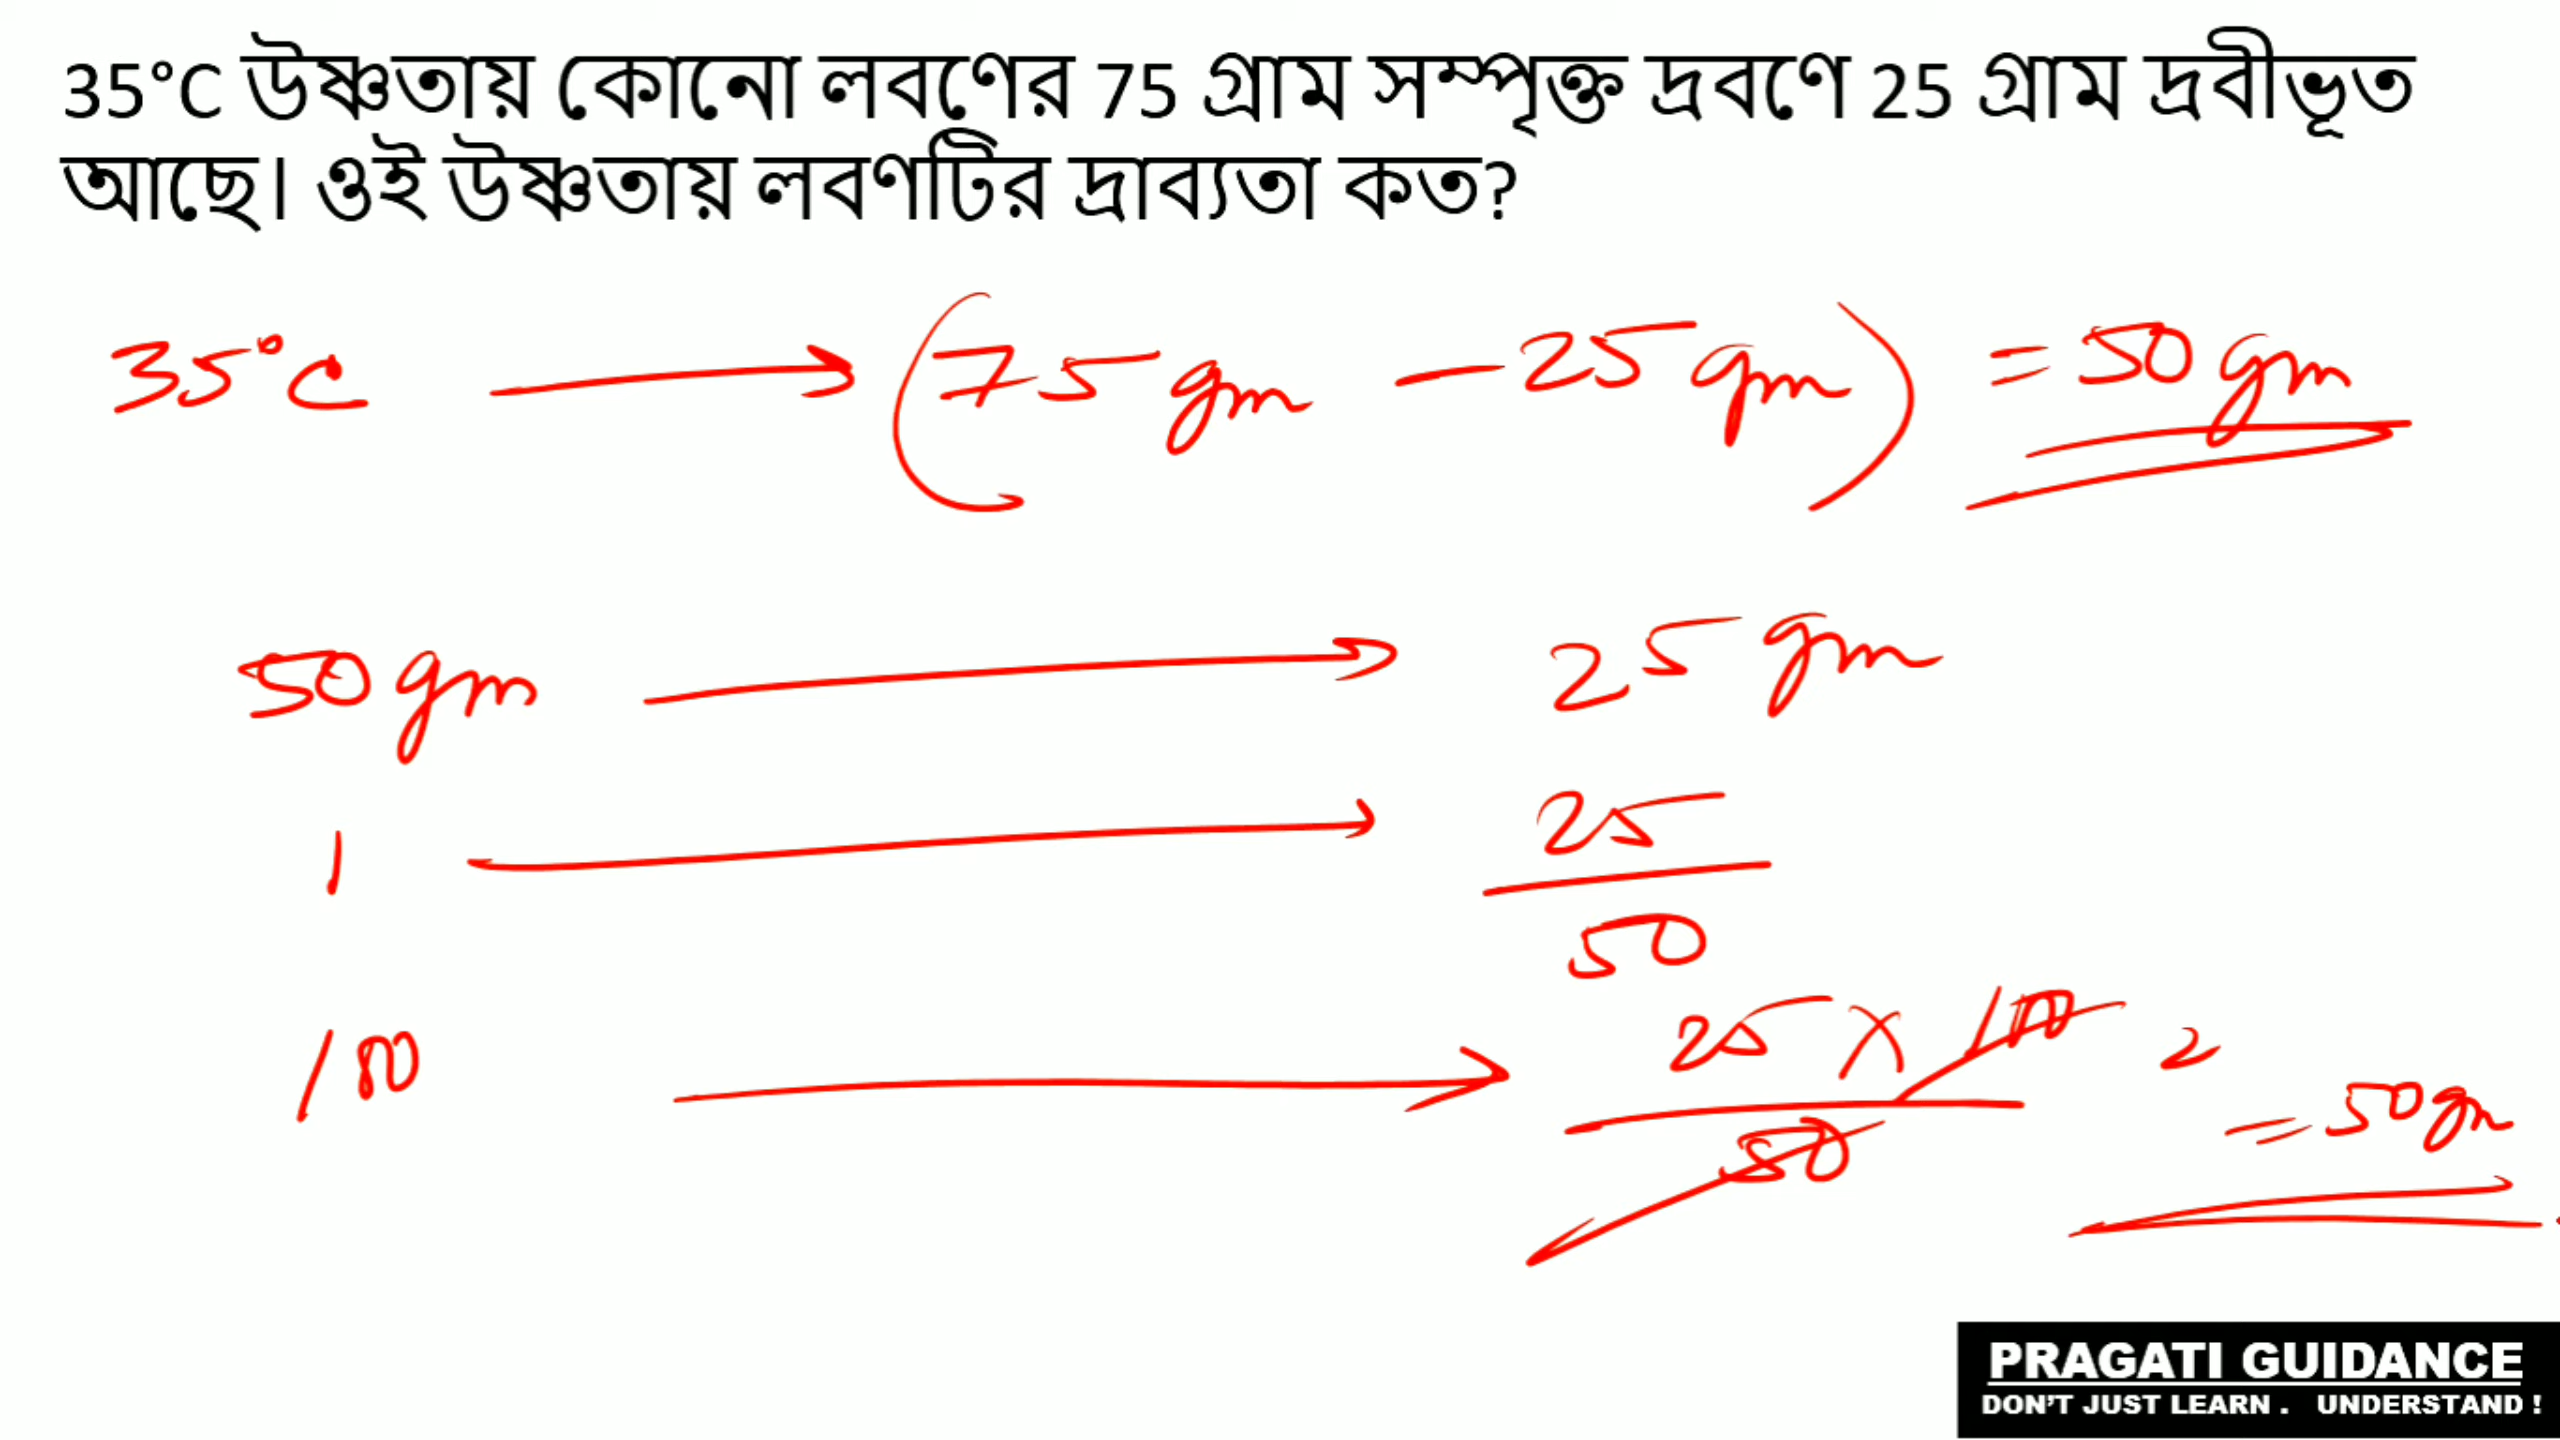 35°C উষ্ণতায় কোনো লবণের 75 গ্রাম সম্পৃক্ত দ্রবণে 25 গ্রাম দ্রবীভূত
আছে। ওই উষ্ণতায় লবণটির দ্রাব্যতা কত?
35°C → (75 gm - 25 gm) = 50 gm
50 gm → 25 gm
1 → 25
50
100 → 25 X 100 2
50
= 50 gm
PRAGATI GUIDANCE
DON'T JUST LEARN . UNDERSTAND !